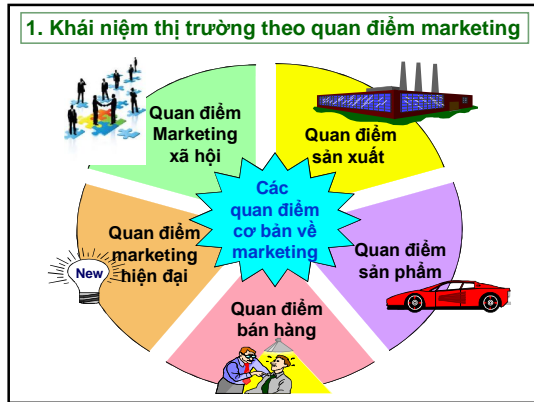 1. Khái niệm thị trường theo quan điểm marketing
Quan điểm
Marketing
xã hội
Quan điểm
sản xuất
Các
quan điểm
cơ bản về
marketing
Quan điểm
marketing
hiện đại
New
Quan điểm
sản phẩm
Quan điểm
bán hàng